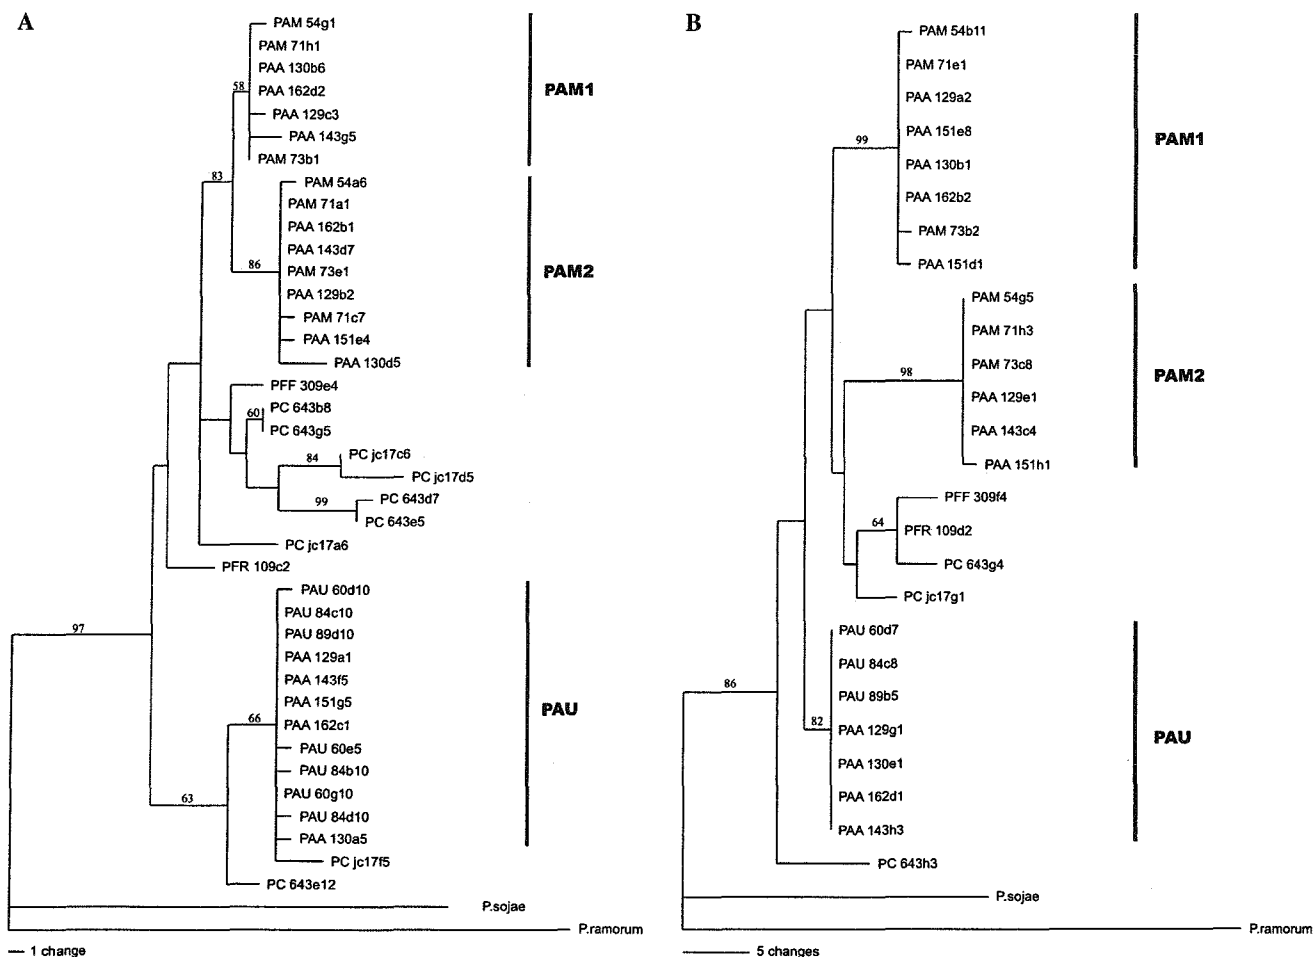 A
PAM 54g1
PAM 71h1
PAA 130b6
58
PAA 162d2
PAM1
PAA 129c3
PAA 143g5
PAM 73b1
83
PAM 54a6
PAM 71a1
PAA 162b1
PAA 143d7
86
PAM 73e1
PAM2
PAA 129b2
PAM 71c7
PAA 151e4
PAA 130d5
PFF 309e4
60
PC 643b8
PC 643g5
84
PC jc17c6
PC jc17d5
99
PC 643d7
PC 643e5
PC jc17a6
PFR 109c2
97
PAU 60d10
PAU 84c10
PAU 89d10
PAA 129a1
PAA 143f5
PAA 151g5
PAU
66
PAA 162c1
PAU 60e5
PAU 84b10
63
PAU 60g10
PAU 84d10
PAA 130a5
PC jc17f5
PC 643e12
P.sojae
P.ramorum
1 change
B
PAM 54b11
PAM 71e1
PAA 129a2
PAA 151e8
99
PAM1
PAA 130b1
PAA 162b2
PAM 73b2
PAA 151d1
PAM 54g5
PAM 71h3
PAM 73c8
98
PAM2
PAA 129e1
PAA 143c4
PAA 151h1
PFF 309f4
64
PFR 109d2
PC 643g4
PC jc17g1
PAU 60d7
PAU 84c8
86
PAU 89b5
82
PAA 129g1
PAU
PAA 130e1
PAA 162d1
PAA 143h3
PC 643h3
P.sojae
P.ramorum
5 changes